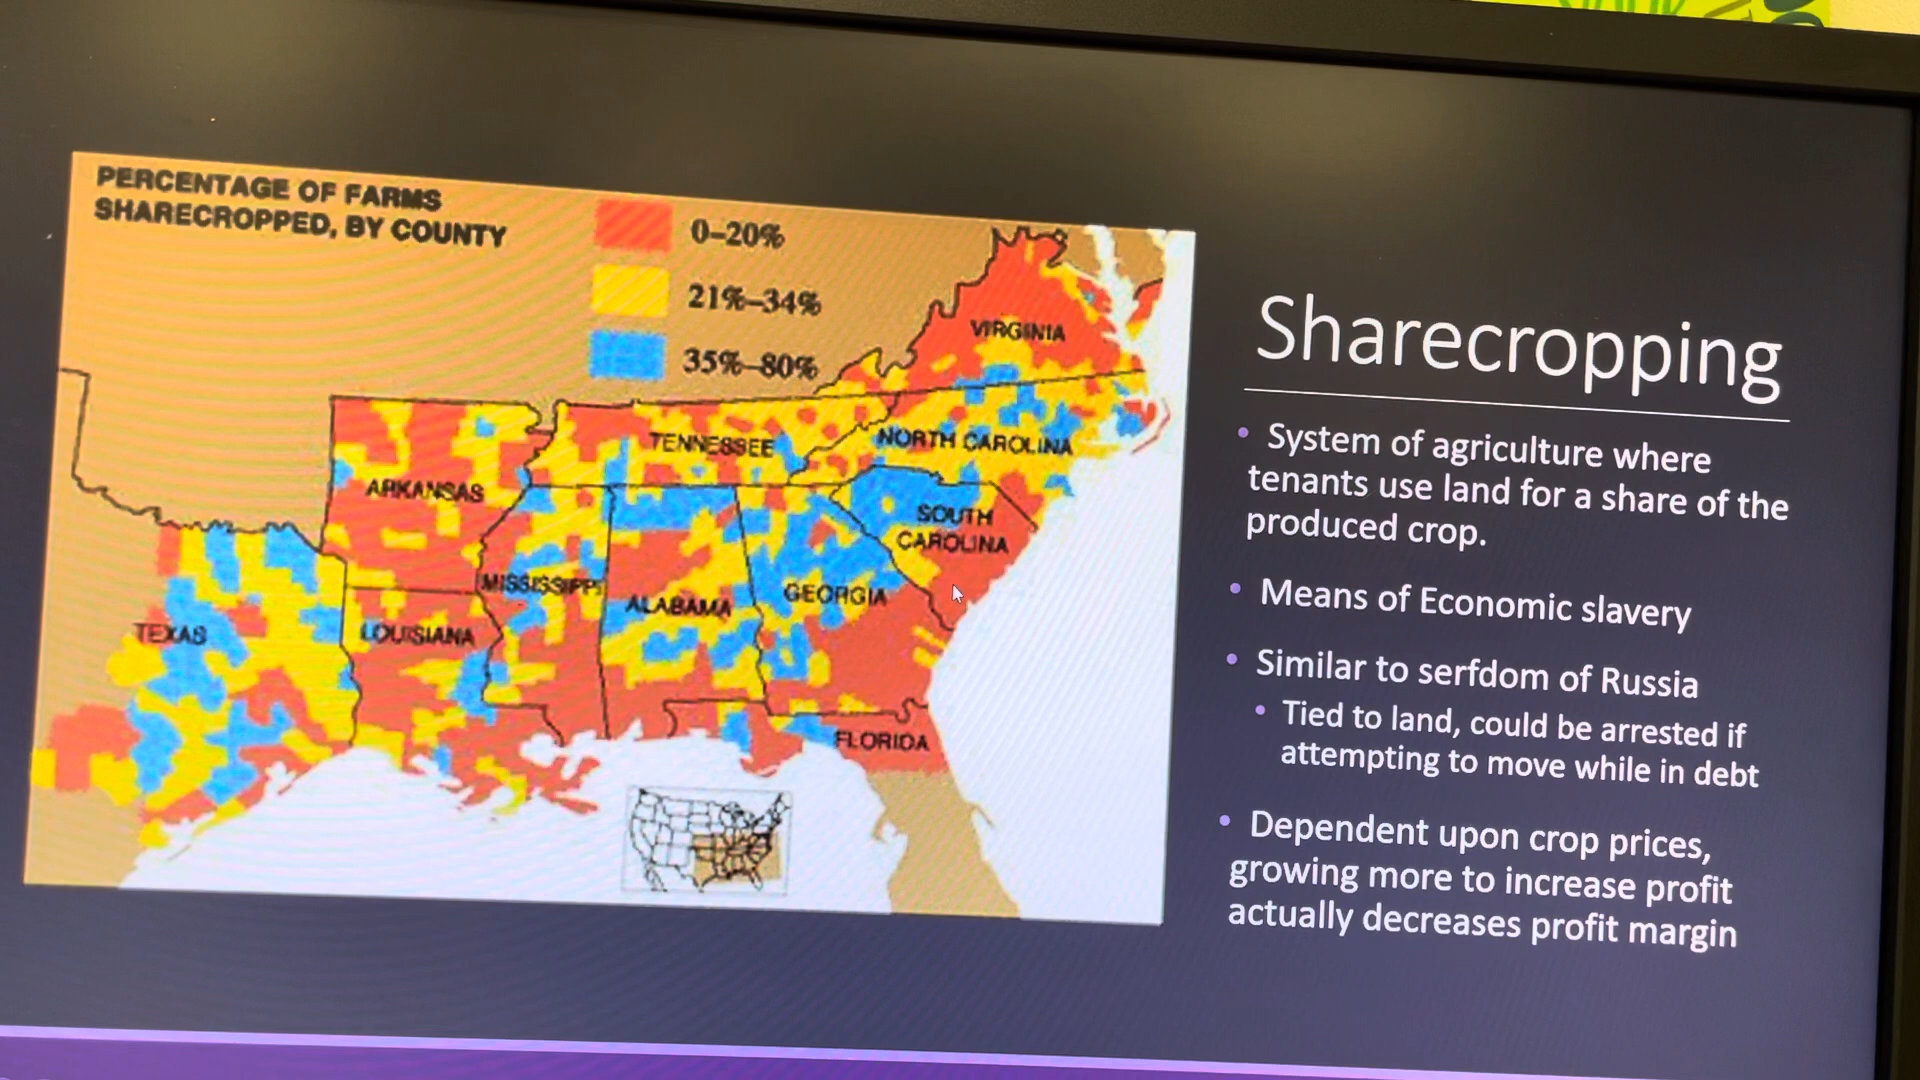 PERCENTAGE OF FARMS
SHARECROPPED, BY COUNTY
0–20%
21%–34%
35%–80%
VIRGINIA
TENNESSEE
NORTH CAROLINA
ARKANSAS
SOUTH
CAROLINA
MISSISSIPPI
ALABAMA
GEORGIA
TEXAS
LOUISIANA
FLORIDA
Sharecropping
• System of agriculture where
tenants use land for a share of the
produced crop.
• Means of Economic slavery
• Similar to serfdom of Russia
• Tied to land, could be arrested if
attempting to move while in debt
• Dependent upon crop prices,
growing more to increase profit
actually decreases profit margin